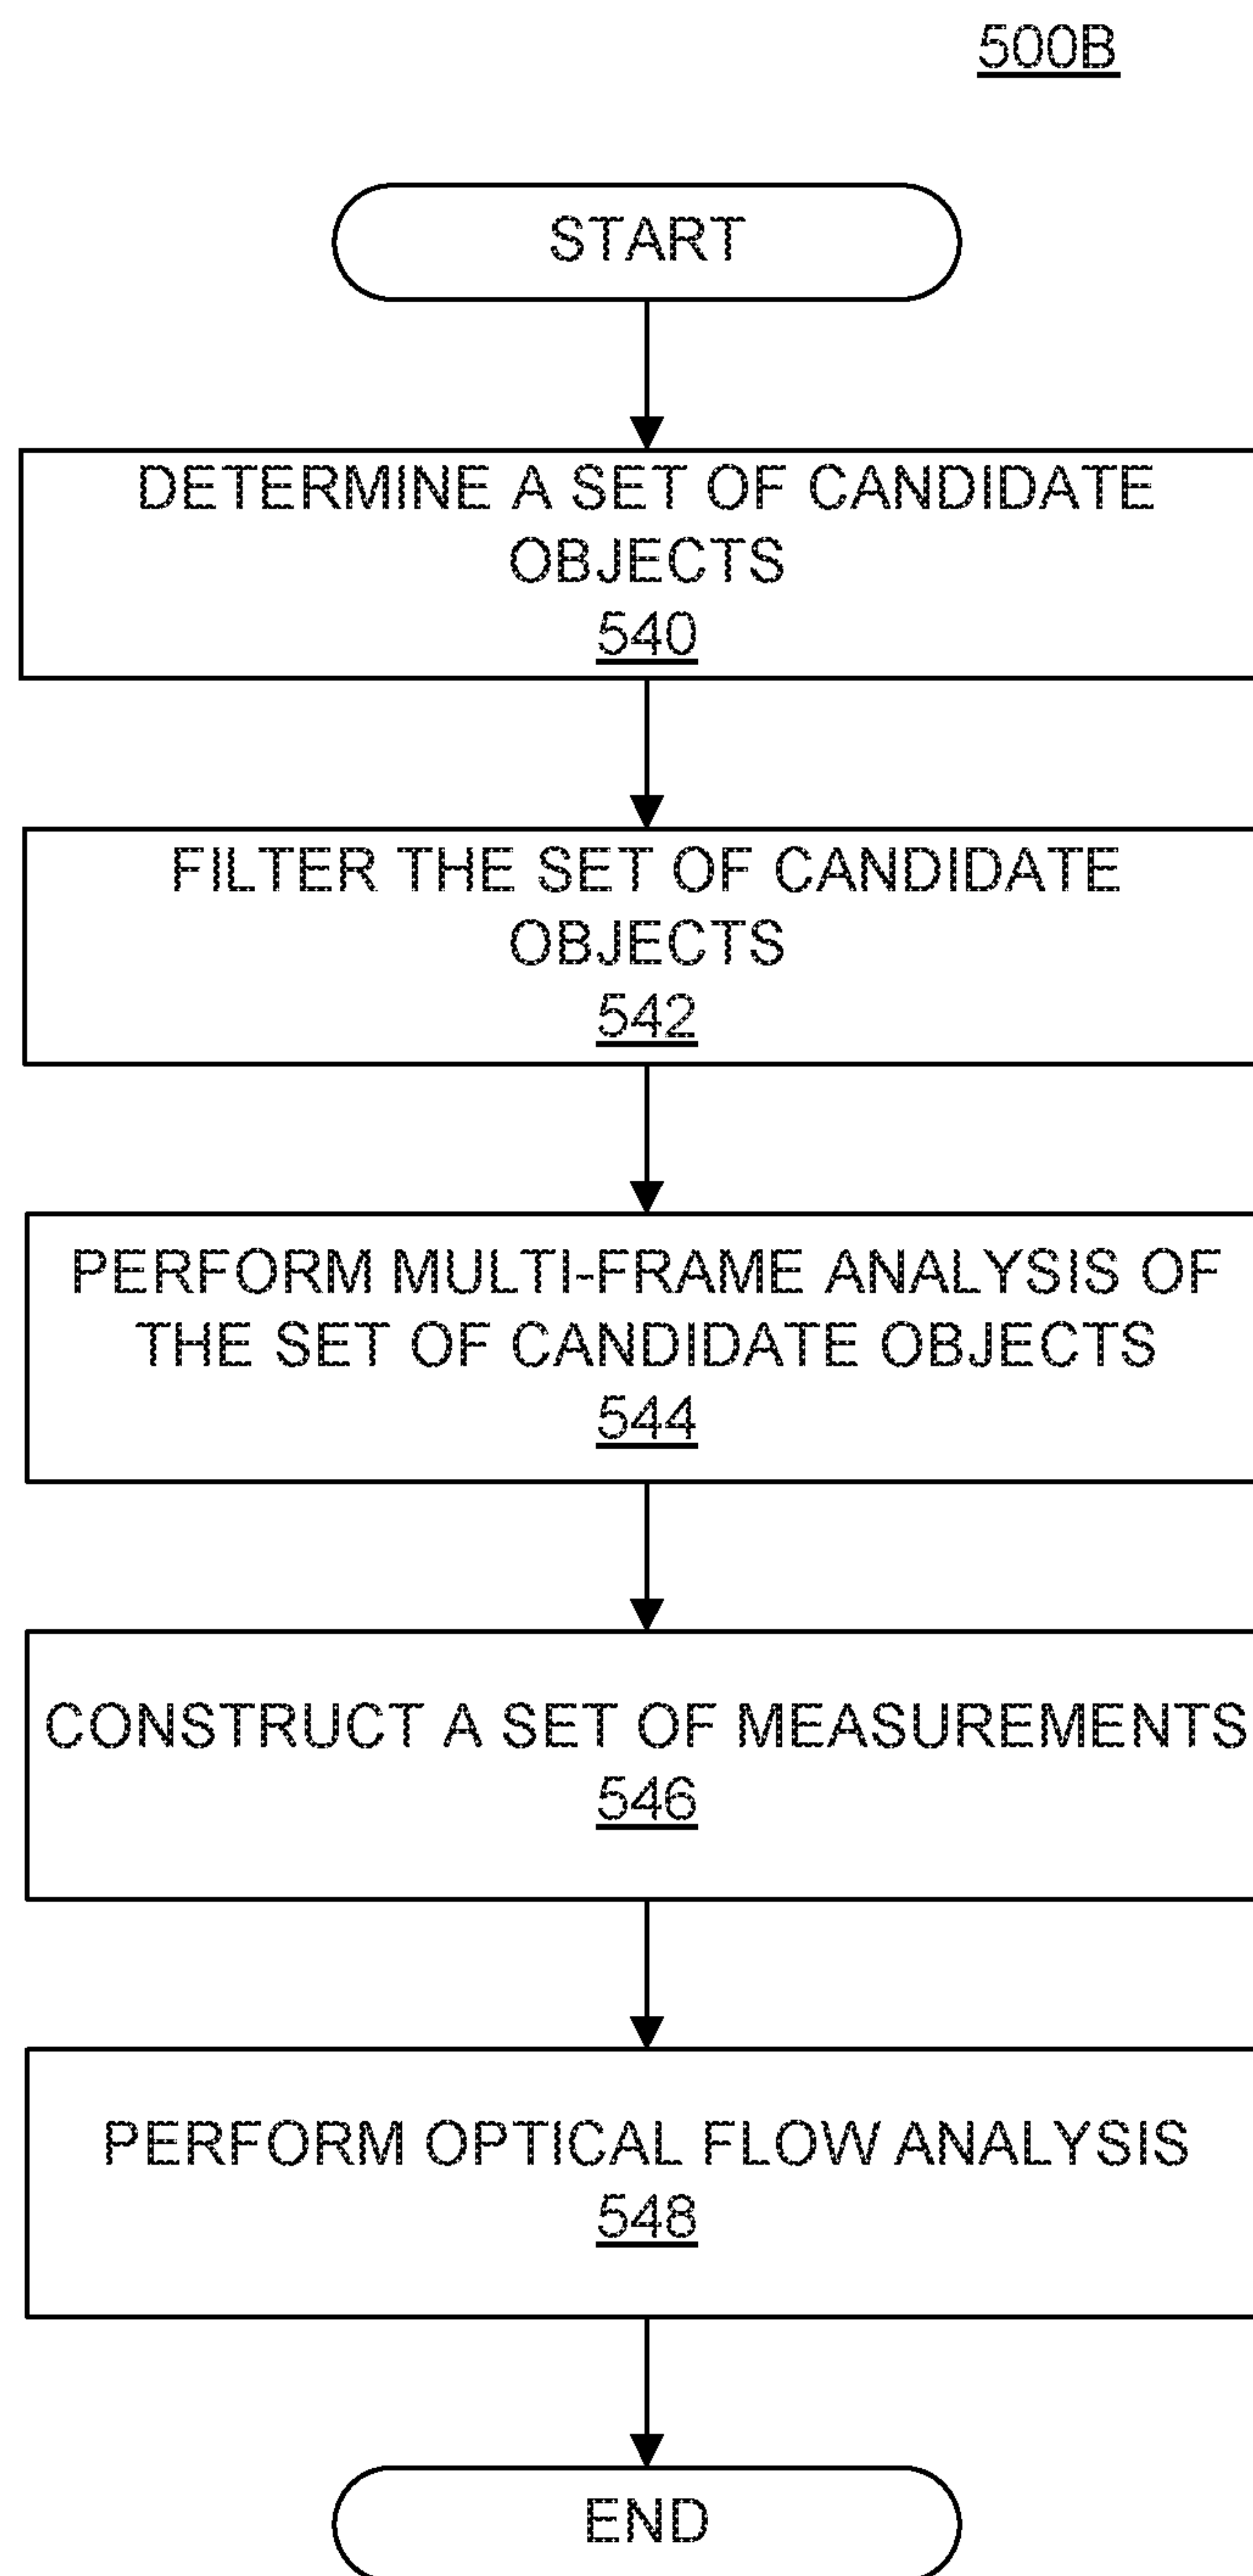 500B
START
DETERMINE A SET OF CANDIDATE
OBJECTS
540
FILTER THE SET OF CANDIDATE
OBJECTS
542
PERFORM MULTI-FRAME ANALYSIS OF
THE SET OF CANDIDATE OBJECTS
544
CONSTRUCT A SET OF MEASUREMENTS
546
PERFORM OPTICAL FLOW ANALYSIS
548
END